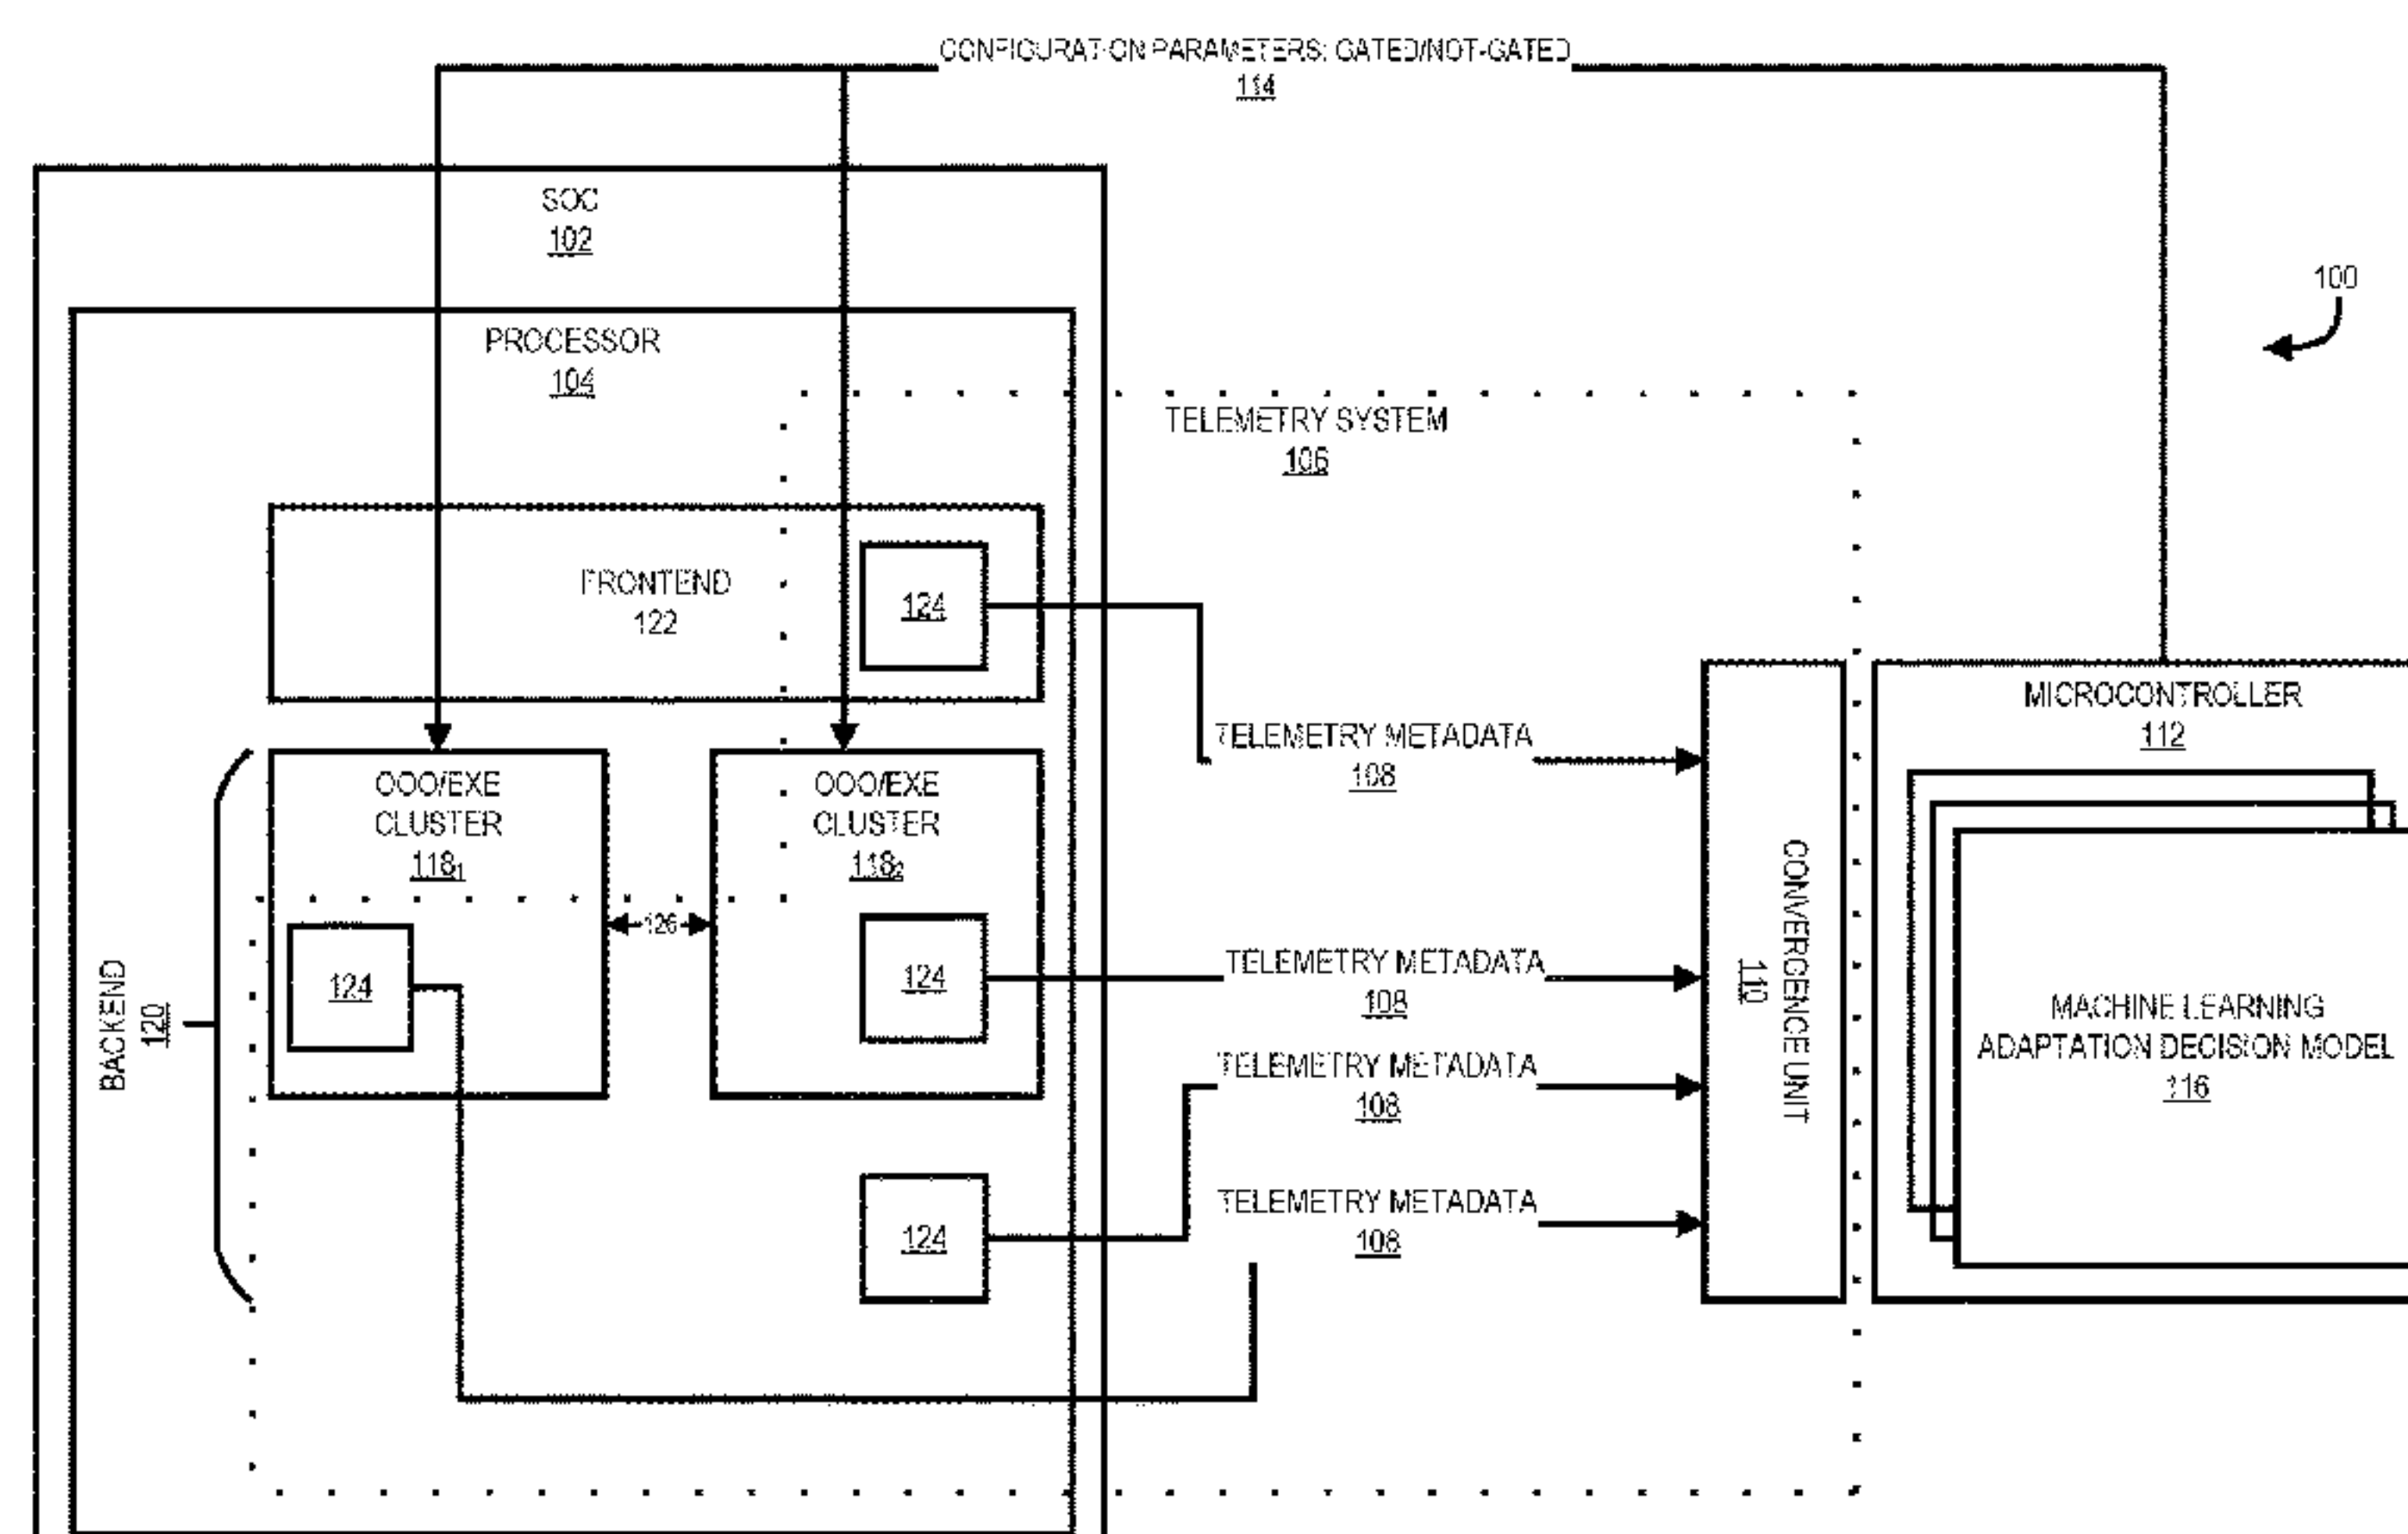 CONFIGURATION PARAMETERS: GATED/NOT-GATED
114
SOC
102
100
PROCESSOR
104
TELEMETRY SYSTEM
106
FRONTEND
122
124
MICROCONTROLLER
112
TELEMETRY METADATA
108
OOO/EXE
CLUSTER
118₁
OOO/EXE
CLUSTER
118₂
126
124
124
TELEMETRY METADATA
108
CONVERGENCE UNIT
110
BACKEND
120
MACHINE LEARNING
ADAPTATION DECISION MODEL
116
TELEMETRY METADATA
108
124
TELEMETRY METADATA
108